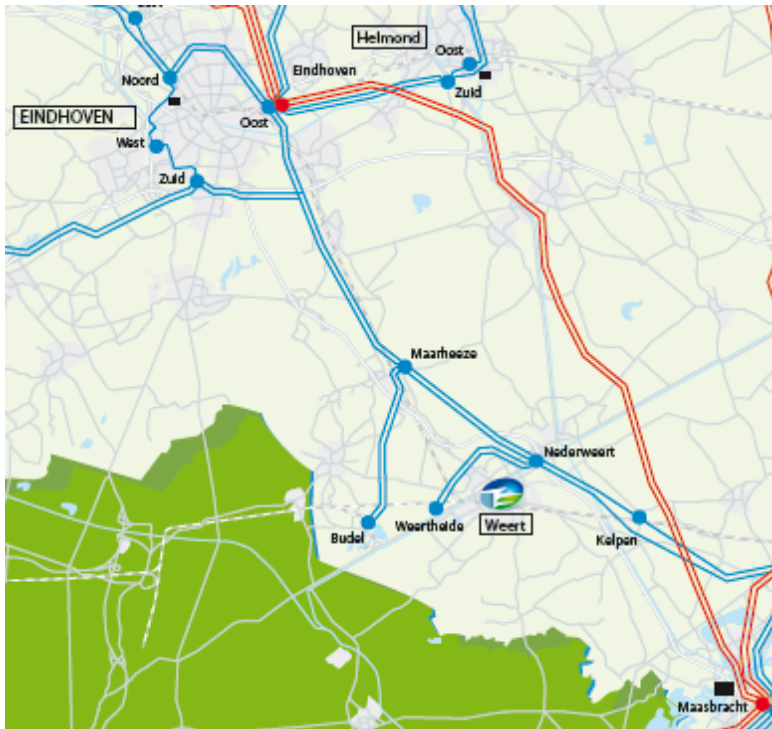 Helmond
Oost
Eindhoven
Noord
Zuid
EINDHOVEN
Oost
West
Zuid
Maarheeze
Nederweert
Weertheide
Weert
Budel
Kelpen
Maasbracht